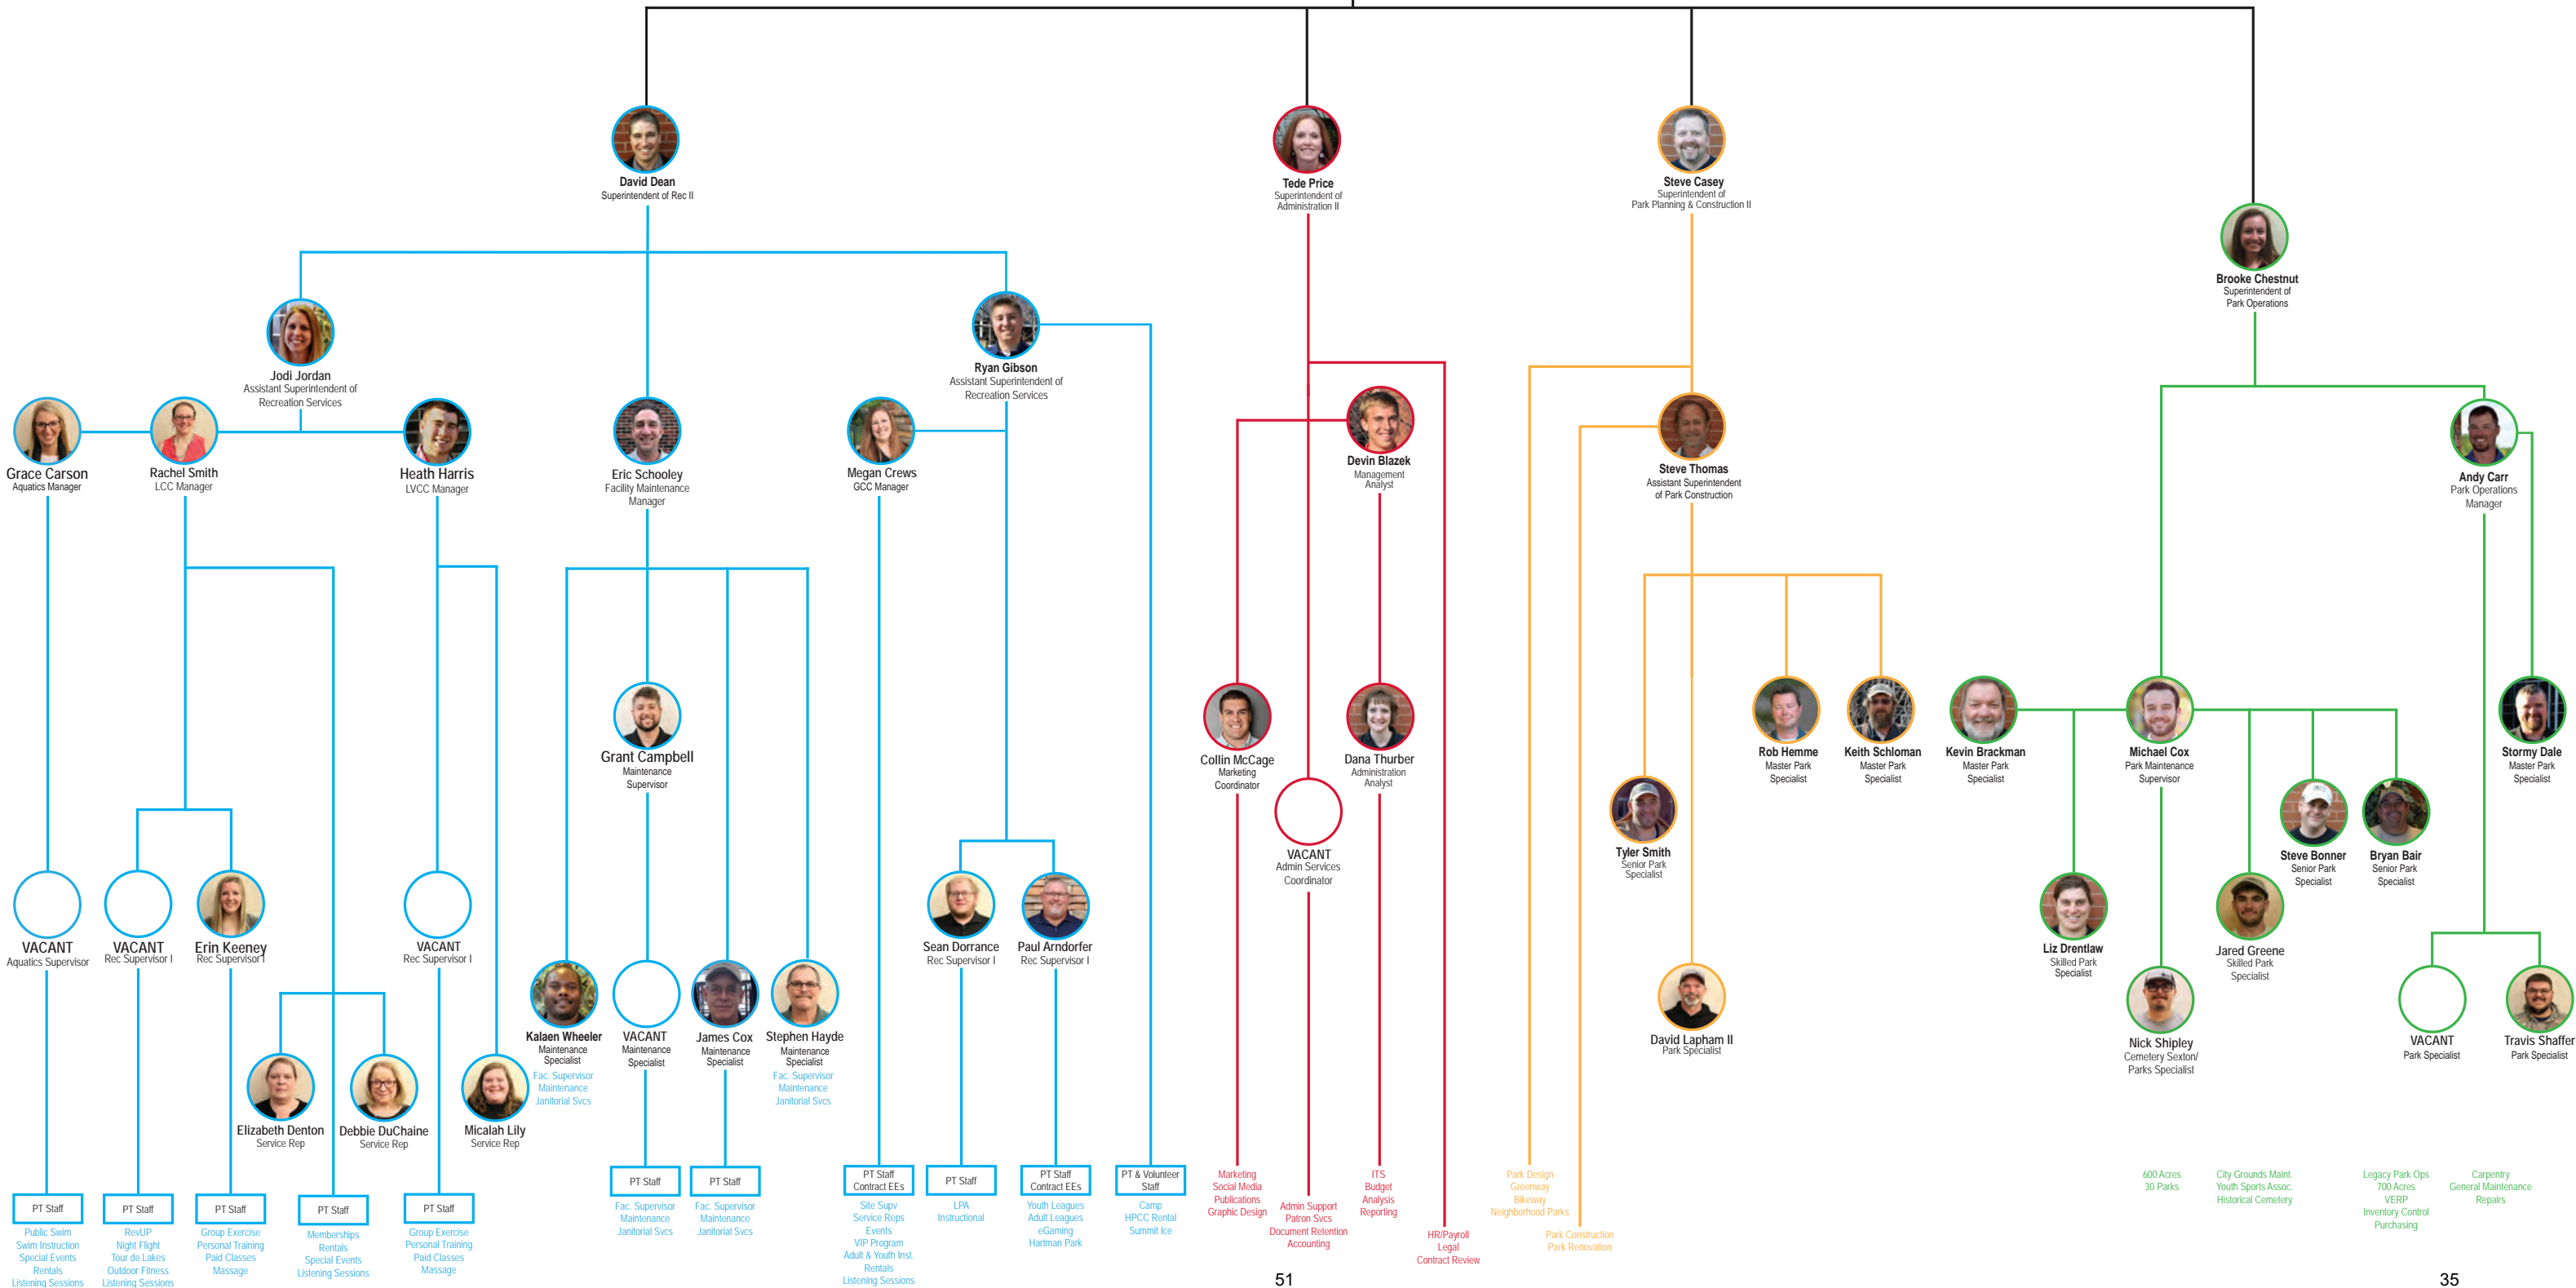 David Dean
Superintendent of Rec II
Tede Price
Superintendent of
Administration II
Steve Casey
Superintendent of
Park Planning & Construction II
Brooke Chestnut
Superintendent of
Park Operations
Jodi Jordan
Assistant Superintendent of
Recreation Services
Ryan Gibson
Assistant Superintendent of
Recreation Services
Grace Carson
Aquatics Manager
Rachel Smith
LCC Manager
Heath Harris
LVCC Manager
Eric Schooley
Facility Maintenance
Manager
Megan Crews
GCC Manager
Devin Blazek
Management
Analyst
Steve Thomas
Assistant Superintendent
of Park Construction
Andy Carr
Park Operations
Manager
Grant Campbell
Maintenance
Supervisor
Collin McCage
Marketing
Coordinator
Dana Thurber
Administration
Analyst
Rob Hemme
Master Park
Specialist
Keith Schloman
Master Park
Specialist
Kevin Brackman
Master Park
Specialist
Michael Cox
Park Maintenance
Supervisor
Stormy Dale
Master Park
Specialist
VACANT
Admin Services
Coordinator
Tyler Smith
Senior Park
Specialist
Steve Bonner
Senior Park
Specialist
Bryan Bair
Senior Park
Specialist
VACANT
Aquatics Supervisor
VACANT
Rec Supervisor I
Erin Keeney
Rec Supervisor I
VACANT
Rec Supervisor I
Sean Dorrance
Rec Supervisor I
Paul Arndorfer
Rec Supervisor I
Liz Drentlaw
Skilled Park
Specialist
Jared Greene
Skilled Park
Specialist
Kalaen Wheeler
Maintenance
Specialist
Fac. Supervisor
Maintenance
Janitorial Svcs
VACANT
Maintenance
Specialist
James Cox
Maintenance
Specialist
Stephen Hayde
Maintenance
Specialist
Fac. Supervisor
Maintenance
Janitorial Svcs
David Lapham II
Park Specialist
Nick Shipley
Cemetery Sexton/
Parks Specialist
VACANT
Park Specialist
Travis Shaffer
Park Specialist
Elizabeth Denton
Service Rep
Debbie DuChaine
Service Rep
Micalah Lily
Service Rep
PT Staff
Public Swim
Swim Instruction
Special Events
Rentals
Listening Sessions
PT Staff
RevUP
Night Flight
Tour de Lakes
Outdoor Fitness
Listening Sessions
PT Staff
Group Exercise
Personal Training
Paid Classes
Massage
PT Staff
Memberships
Rentals
Special Events
Listening Sessions
PT Staff
Group Exercise
Personal Training
Paid Classes
Massage
PT Staff
Fac. Supervisor
Maintenance
Janitorial Svcs
PT Staff
Fac. Supervisor
Maintenance
Janitorial Svcs
PT Staff
Contract EEs
Site Supv
Service Reps
Events
VIP Program
Adult & Youth Inst.
Rentals
Listening Sessions
PT Staff
LPA
Instructional
PT Staff
Contract EEs
Youth Leagues
Adult Leagues
eGaming
Hartman Park
PT & Volunteer
Staff
Camp
HPCC Rental
Summit Ice
Marketing
Social Media
Publications
Graphic Design
Admin Support
Patron Svcs
Document Retention
Accounting
ITS
Budget
Analysis
Reporting
HR/Payroll
Legal
Contract Review
Park Design
Greenway
Bikeway
Neighborhood Parks
Park Construction
Park Renovation
600 Acres
30 Parks
City Grounds Maint.
Youth Sports Assoc.
Historical Cemetery
Legacy Park Ops
700 Acres
VERP
Inventory Control
Purchasing
Carpentry
General Maintenance
Repairs
51
35